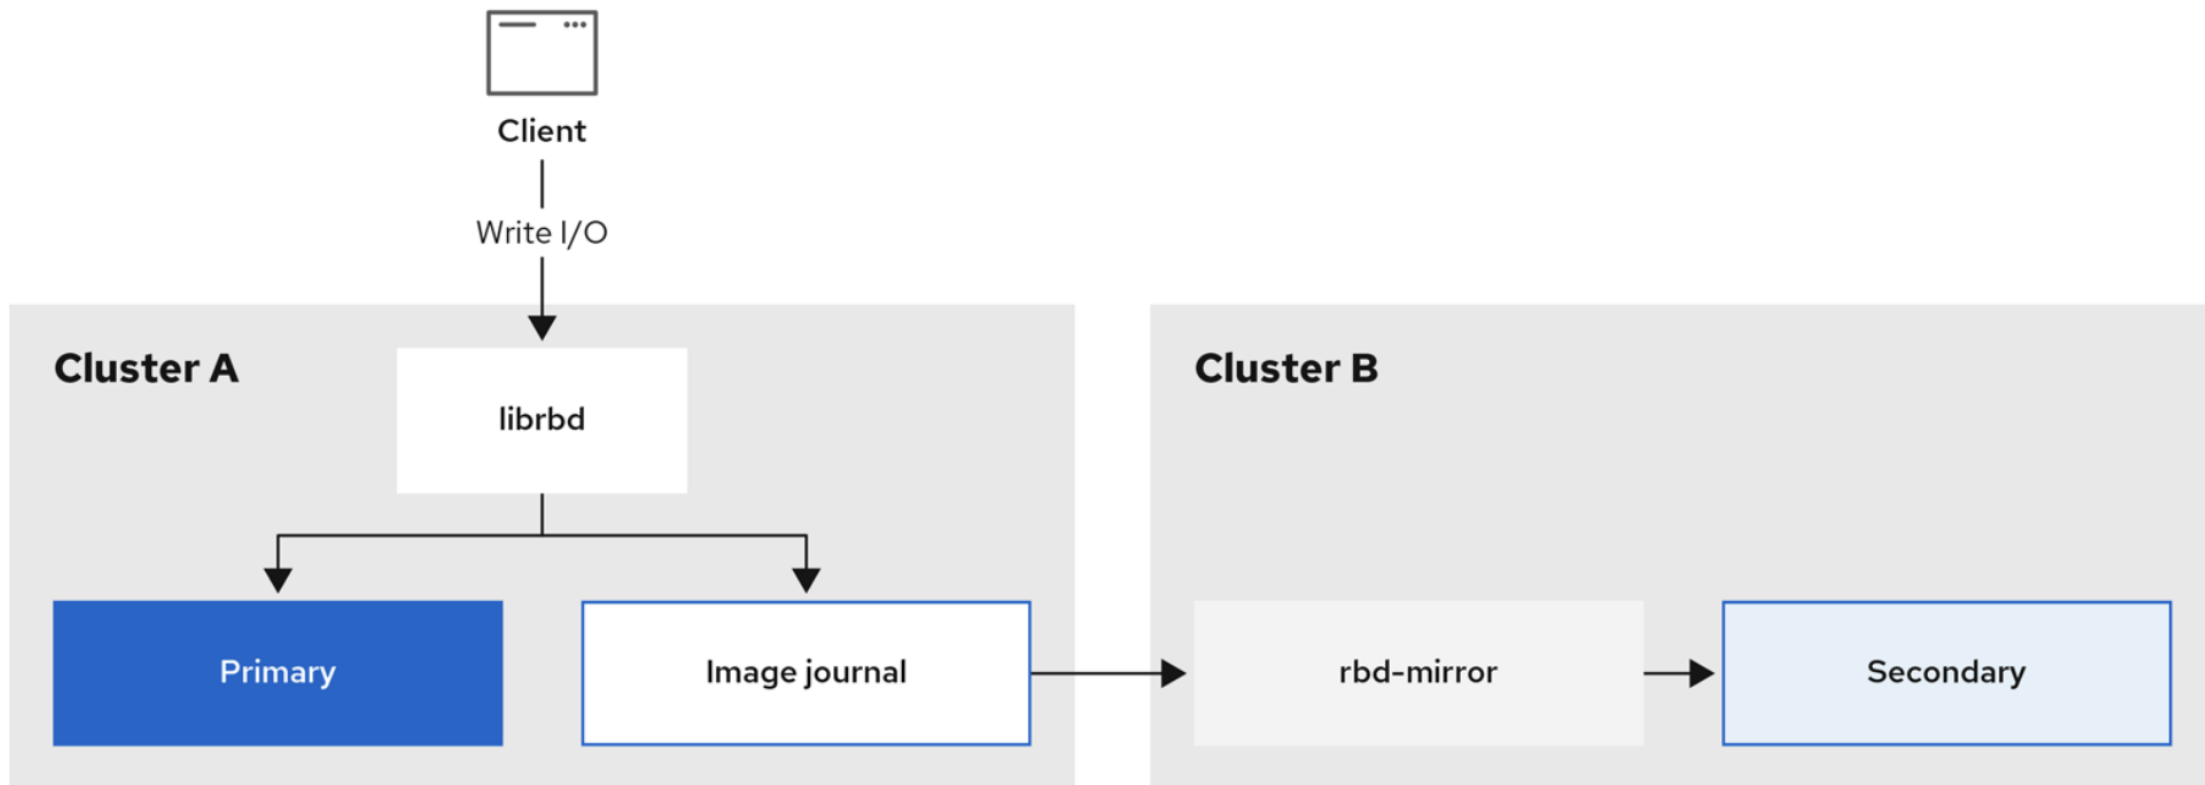 Client
Write I/O
Cluster A
librbd
Cluster B
Primary
Image journal
rbd-mirror
Secondary